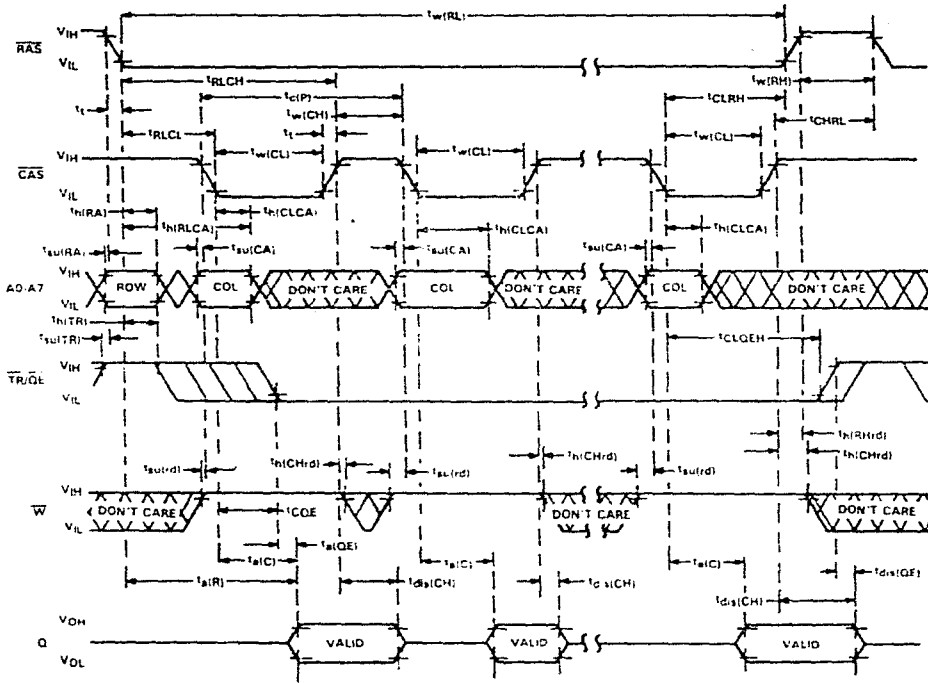 tw(RL)
VIH
RAS
VIL
tRLCH
tw(RH)
tc(P)
tCLRH
tt
tw(CH)
tCHRL
tRLCL
tt
tw(CL)
tw(CL)
tw(CL)
VIH
CAS
VIL
th(RA)
th(CLCA)
th(RLCA)
th(CLCA)
th(CLCA)
tsu(RA)
tsu(CA)
tsu(CA)
tsu(CA)
VIH
A0-A7
ROW
COL
DON'T CARE
COL
DON'T CARE
COL
DON'T CARE
VIL
th(TR)
tsu(TR)
tCLQEH
VIH
TR/QE
VIL
th(RHrd)
tsu(rd)
th(CHrd)
tsu(rd)
th(CHrd)
tsu(rd)
th(CHrd)
VIH
W
DON'T CARE
DON'T CARE
DON'T CARE
VIL
tCQE
ta(QE)
ta(C)
ta(C)
ta(C)
ta(R)
tdis(CH)
tdis(CH)
tdis(QE)
tdis(CH)
VOH
Q
VALID
VALID
VALID
VOL